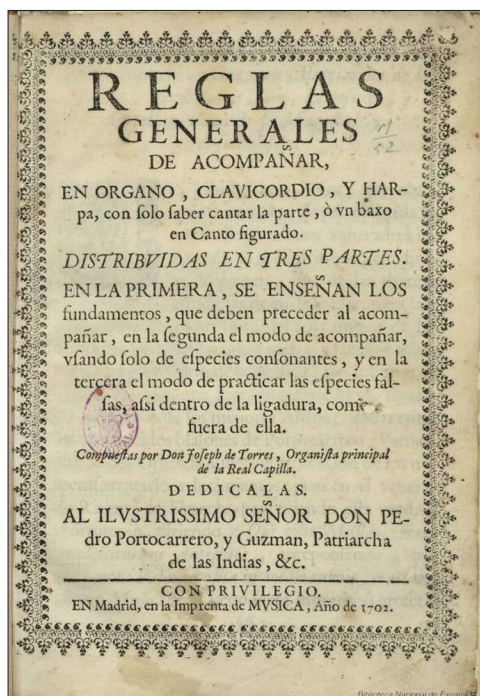 REGLAS
GENERALES
DE ACOMPAÑAR,
EN ORGANO, CLAVICORDIO, Y HAR-
pa, con ſolo ſaber cantar la parte, ò vn baxo
en Canto figurado.
DISTRIBVIDAS EN TRES PARTES.
EN LA PRIMERA, SE ENSEÑAN LOS
fundamentos, que deben preceder al acom-
pañar, en la ſegunda el modo de acompañar,
vſando ſolo de eſpecies conſonantes, y en la
tercera el modo de practicar las eſpecies fal-
ſas, aſsi dentro de la ligadura, como
fuera de ella.
Compueſtas por Don Joſeph de Torres, Organiſta principal
de la Real Capilla.
DEDICALAS.
AL ILVSTRISSIMO SEÑOR DON PE-
dro Portocarrero, y Guzman, Patriarcha
de las Indias, &c.
CON PRIVILEGIO.
EN Madrid, en la Imprenta de MVSICA, Año de 1702.
Biblioteca Nacional de España